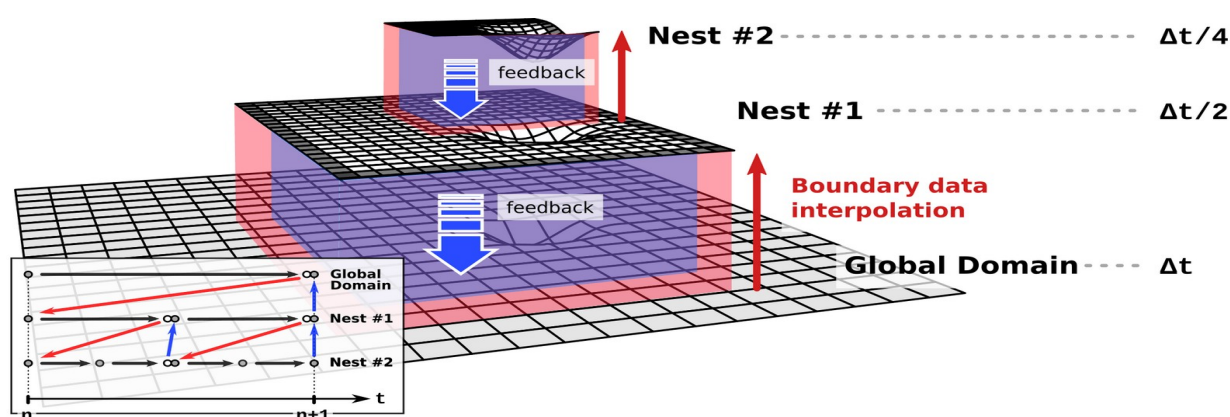 Nest #2 Δt/4
feedback
Nest #1 Δt/2
Boundary data
interpolation
feedback
Global Domain Δt
Global
Domain
Nest #1
Nest #2
t
n n+1